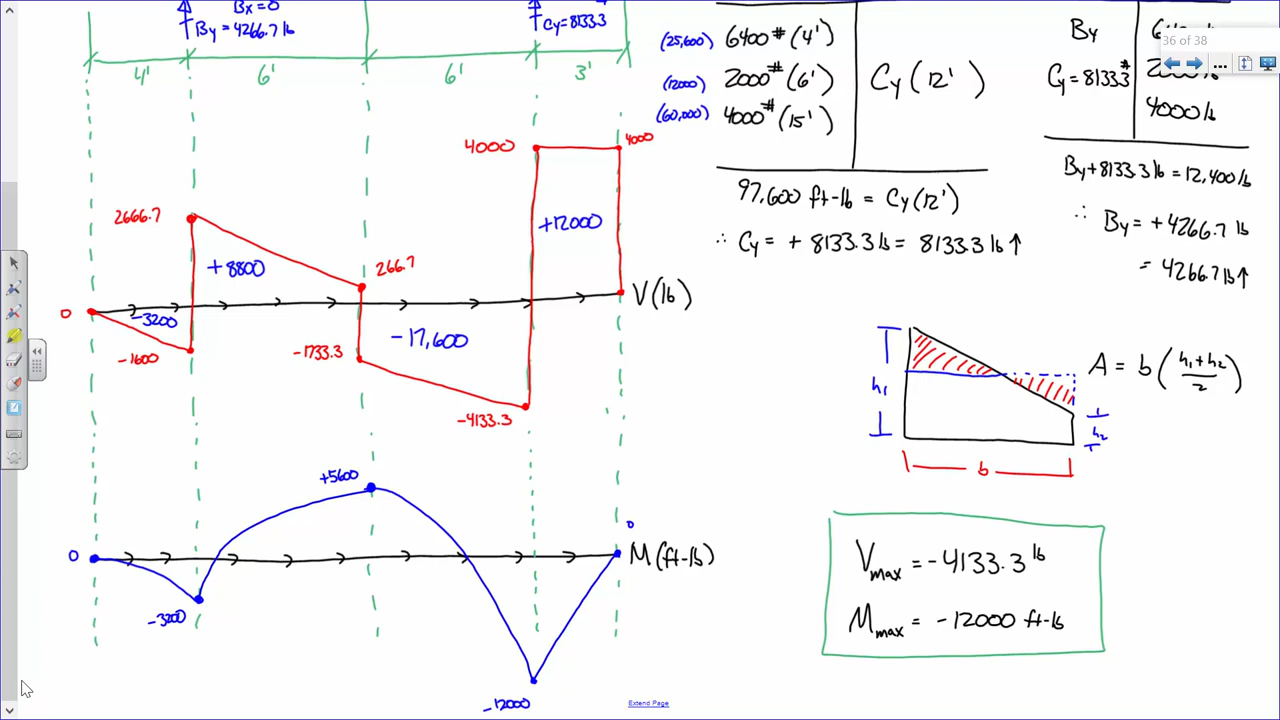 Bx=0
By=4266.7 lb
Cy=8133.3
4'
6'
6'
3'
(25,600) 6400# (4')
(12000) 2000# (6')
(60,000) 4000# (15')
Cy (12')
97,600 ft-lb = Cy (12')
∴ Cy = + 8133.3 lb = 8133.3 lb ↑
By
Cy = 8133.3#
4000 lb
By + 8133.3 lb = 12,400 lb
∴ By = +4266.7 lb
= 4266.7 lb ↑
36 of 38
...
4000
4000
2666.7
+12000
+8800
266.7
0
-3200
V (lb)
-1600
-1733.3
-17,600
-4133.3
h1
h2
b
A = b ( h1+h2 / 2 )
+5600
0
0
M (ft-lb)
-3200
-12000
Vmax = -4133.3 lb
Mmax = -12000 ft-lb
Extend Page